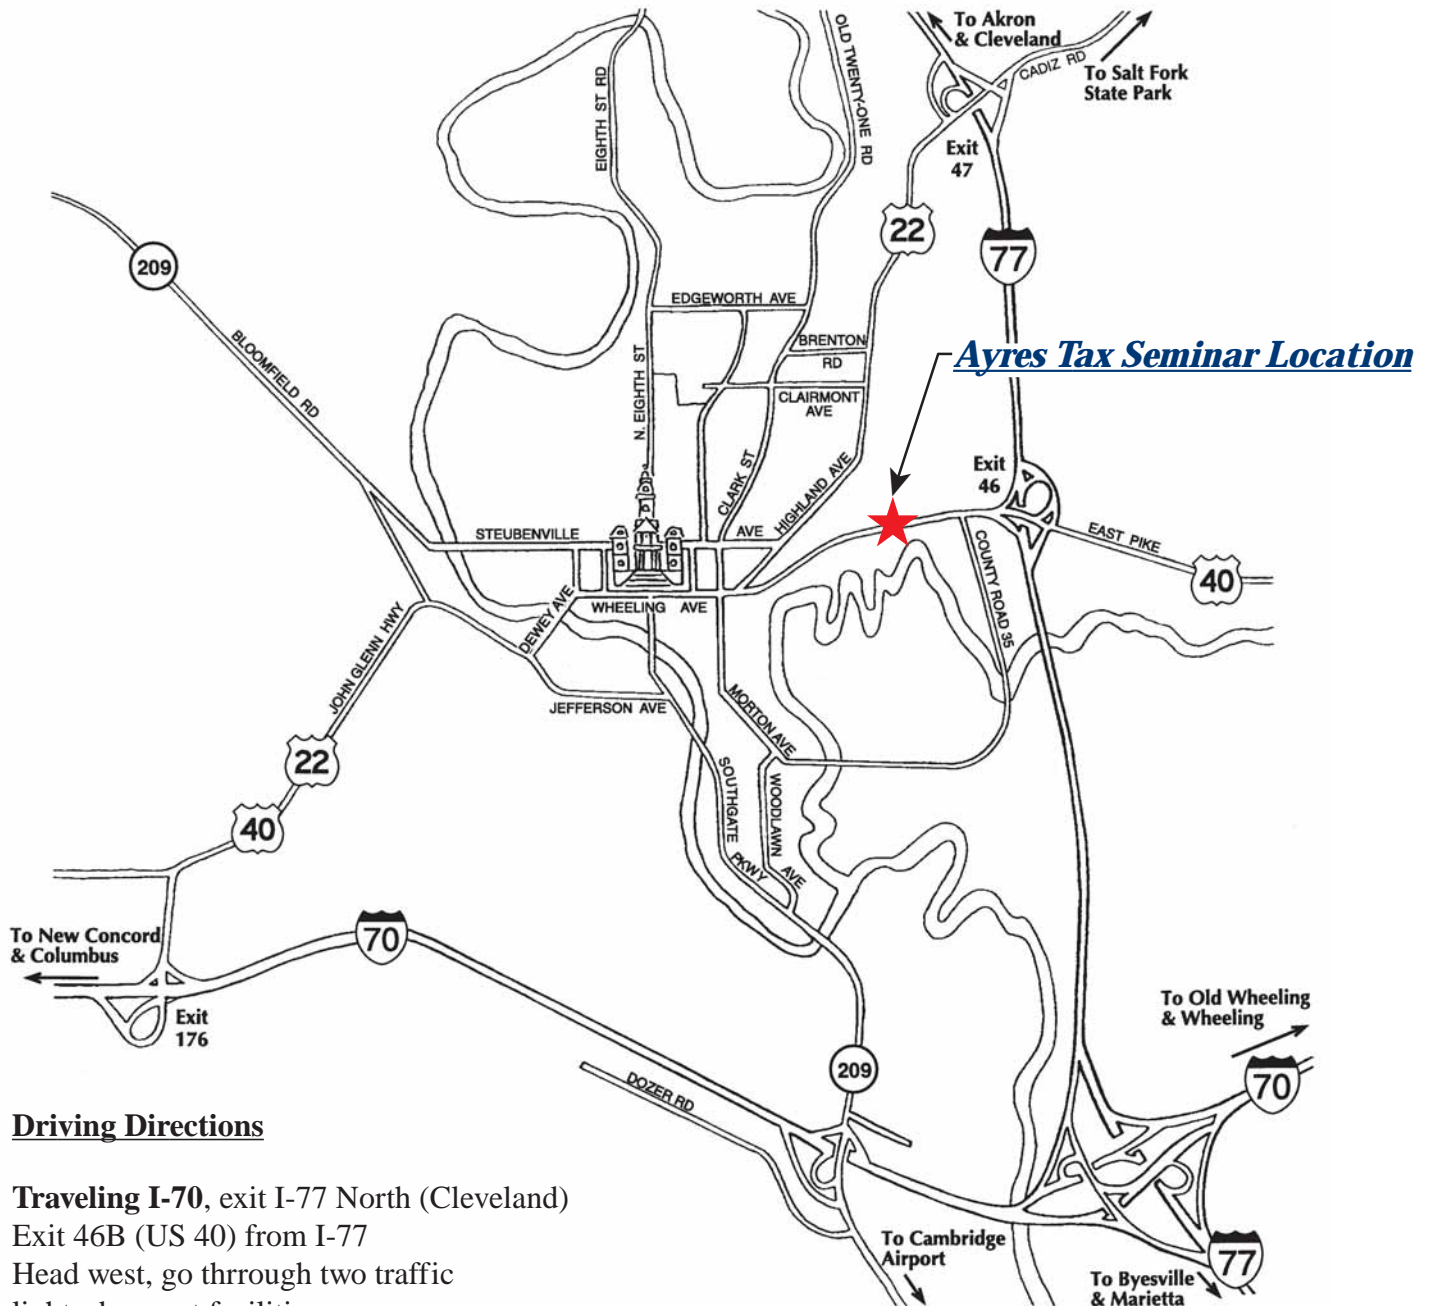 To Akron
& Cleveland
CADIZ RD
To Salt Fork
State Park
OLD TWENTY-ONE RD
EIGHTH ST RD
Exit
47
22
77
209
EDGEWORTH AVE
BRENTON
RD
Ayres Tax Seminar Location
BLOOMFIELD RD
N. EIGHTH ST
CLAIRMONT
AVE
CLARK ST
HIGHLAND AVE
Exit
46
STEUBENVILLE
AVE
EAST PIKE
40
COUNTY ROAD 35
DEWEY AVE
WHEELING AVE
JOHN GLENN HWY
JEFFERSON AVE
MORTON AVE
22
40
SOUTHGATE
PKWY
WOODLAWN
AVE
To New Concord
& Columbus
70
Exit
176
To Old Wheeling
& Wheeling
70
209
DOZER RD
Driving Directions
Traveling I-70, exit I-77 North (Cleveland)
Exit 46B (US 40) from I-77
Head west, go thrrough two traffic
To Cambridge
Airport
77
To Byesville
& Marietta